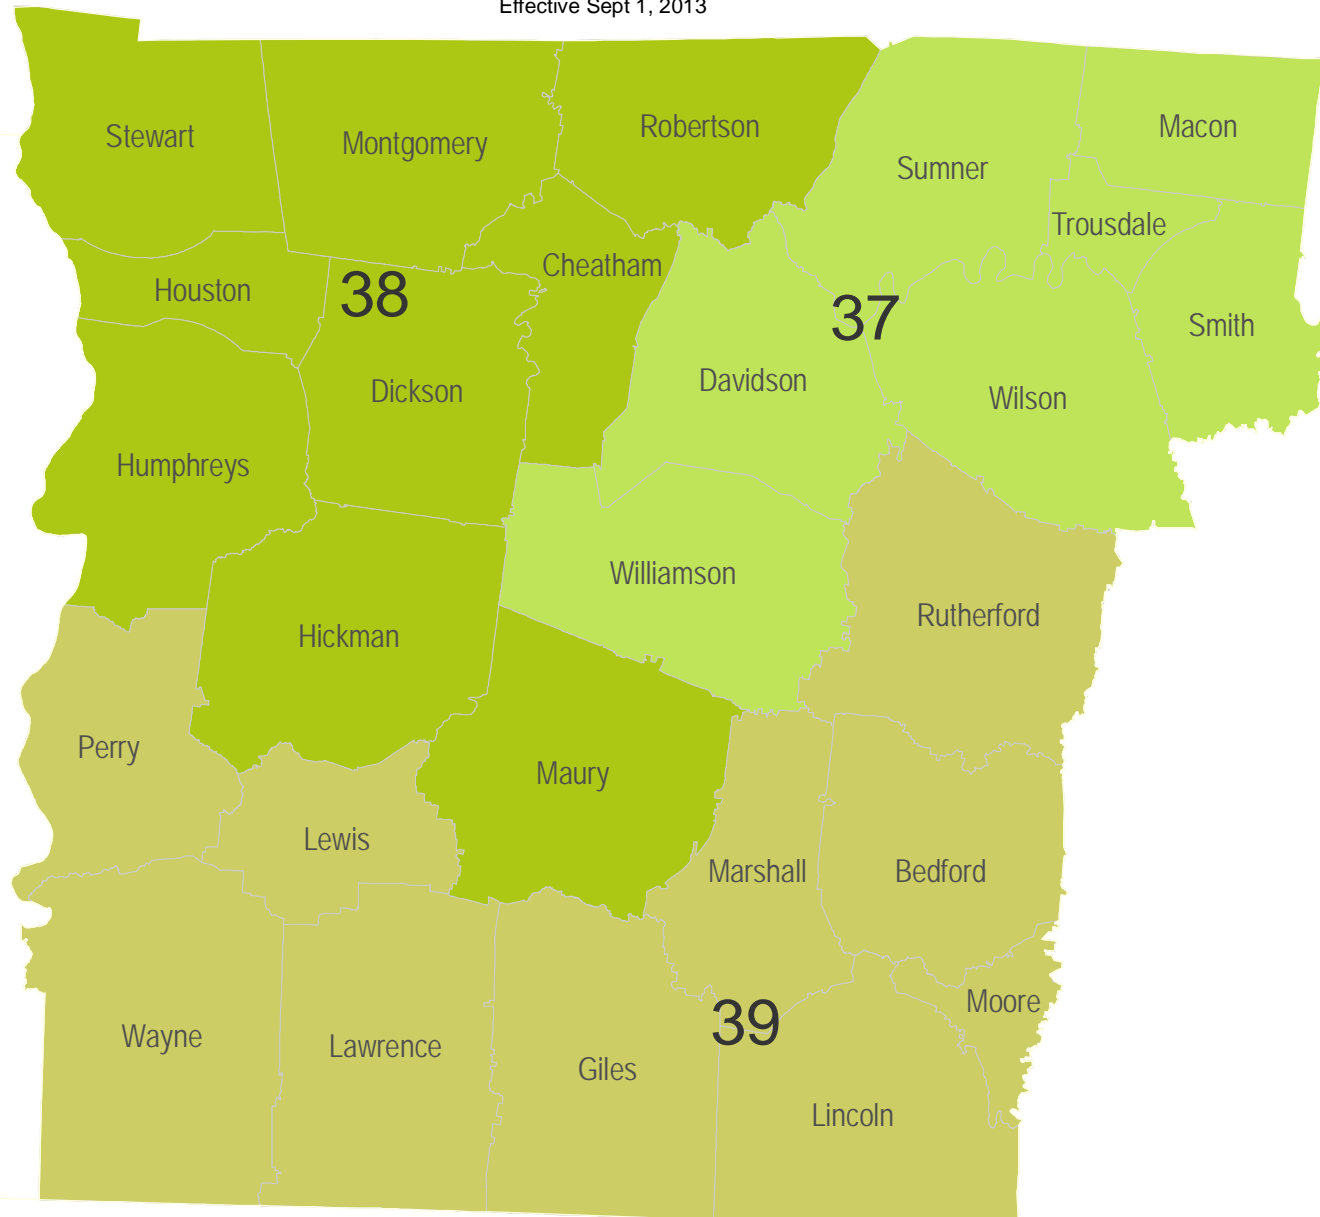 Effective Sept 1, 2013
Stewart
Montgomery
Robertson
Macon
Sumner
Trousdale
Cheatham
Houston
38
37
Smith
Davidson
Dickson
Wilson
Humphreys
Williamson
Rutherford
Hickman
Perry
Maury
Lewis
Marshall
Bedford
Moore
39
Wayne
Lawrence
Giles
Lincoln